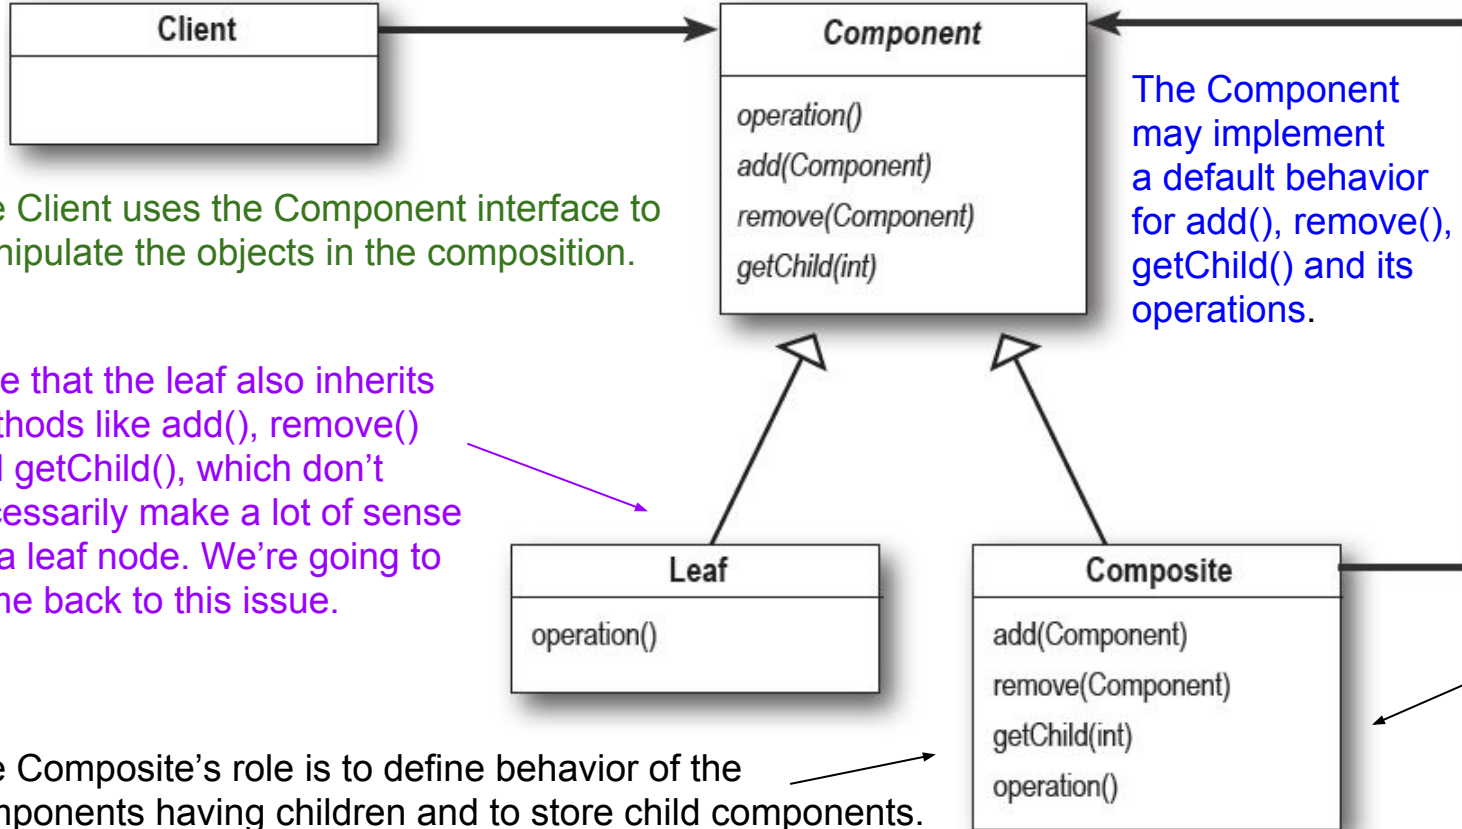 Client
Component
operation()
add(Component)
remove(Component)
getChild(int)
The Component
may implement
a default behavior
for add(), remove(),
getChild() and its
operations.
e Client uses the Component interface to
nipulate the objects in the composition.
e that the leaf also inherits
thods like add(), remove()
d getChild(), which don’t
cessarily make a lot of sense
a leaf node. We’re going to
me back to this issue.
Leaf
operation()
Composite
add(Component)
remove(Component)
getChild(int)
operation()
e Composite’s role is to define behavior of the
mponents having children and to store child components.